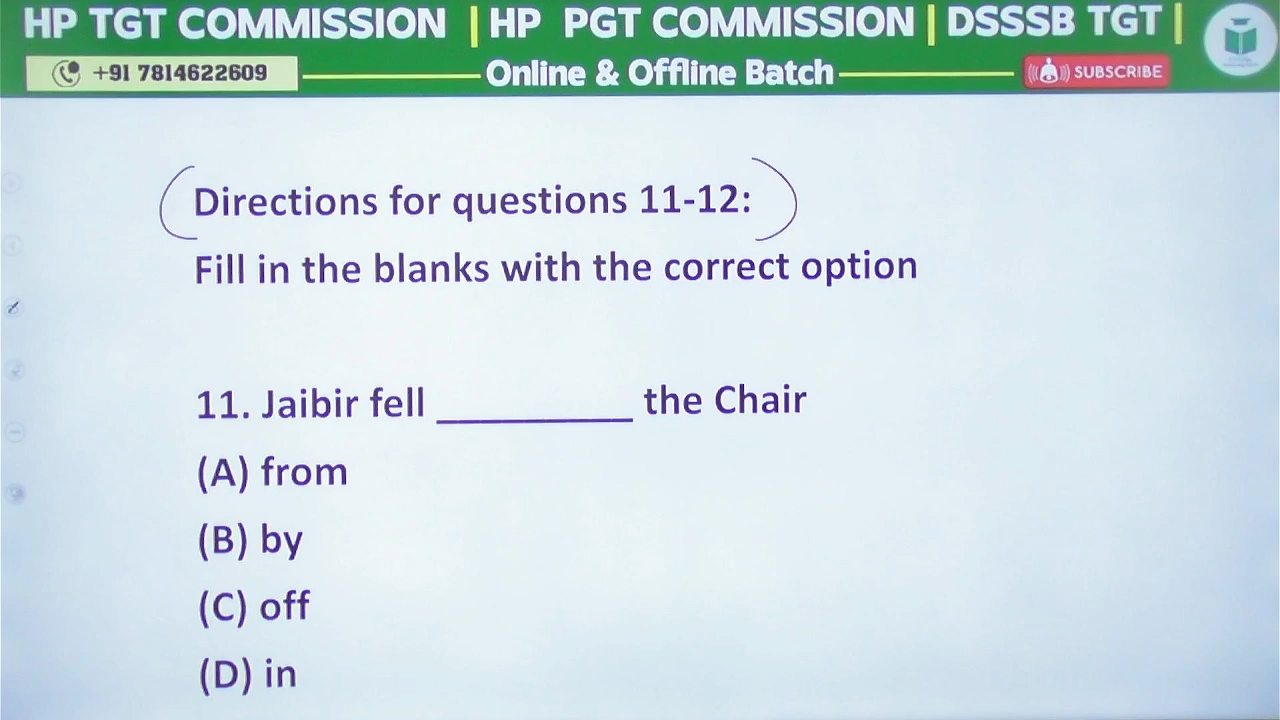 HP TGT COMMISSION | HP PGT COMMISSION | DSSSB TGT |
+91 7814622609 Online & Offline Batch SUBSCRIBE
Directions for questions 11-12:
Fill in the blanks with the correct option
11. Jaibir fell _________ the Chair
(A) from
(B) by
(C) off
(D) in